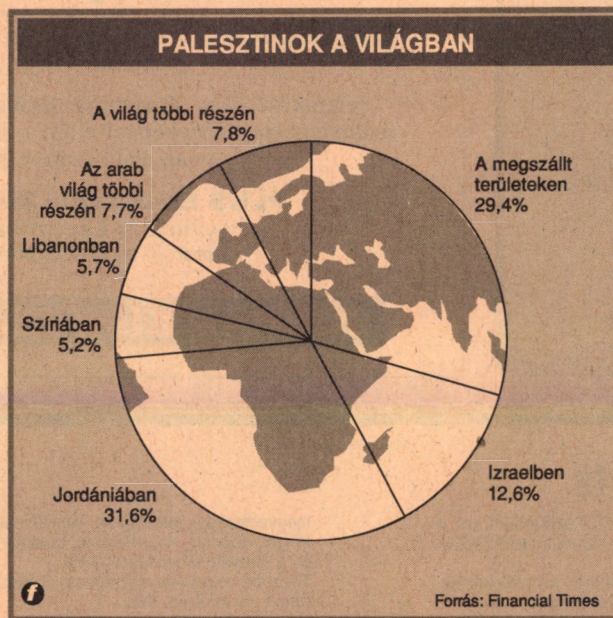 PALESZTINOK A VILÁGBAN
A világ többi részén
7,8%
Az arab
világ többi
részén 7,7%
Libanonban
5,7%
Szíriában
5,2%
Jordániában
31,6%
A megszállt
területeken
29,4%
Izraelben
12,6%
f
Forrás: Financial Times